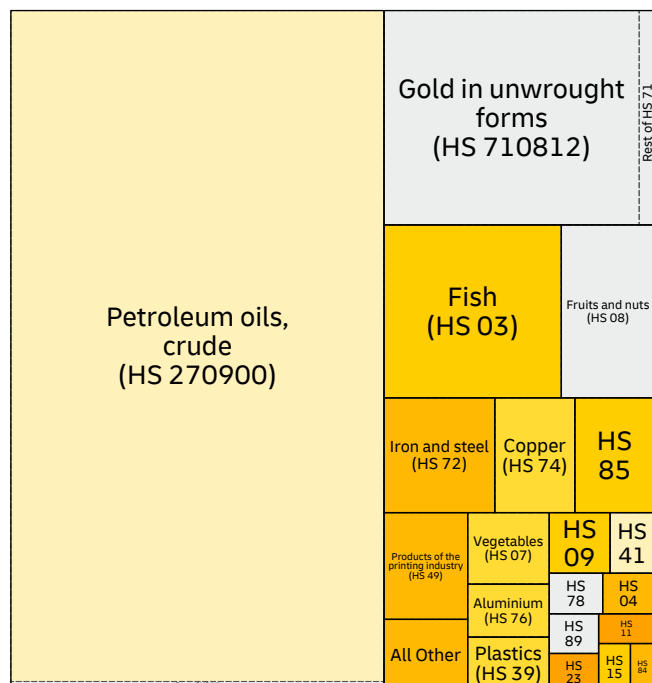 Petroleum oils,
crude
(HS 270900)
Gold in unwrought
forms
(HS 710812)
Rest of HS 71
Fish
(HS 03)
Fruits and nuts
(HS 08)
Iron and steel
(HS 72)
Copper
(HS 74)
HS
85
Products of the
printing industry
(HS 49)
Vegetables
(HS 07)
HS
09
HS
41
Aluminium
(HS 76)
HS
78
HS
04
All Other
Plastics
(HS 39)
HS
89
HS
11
HS
23
HS
15
HS
84